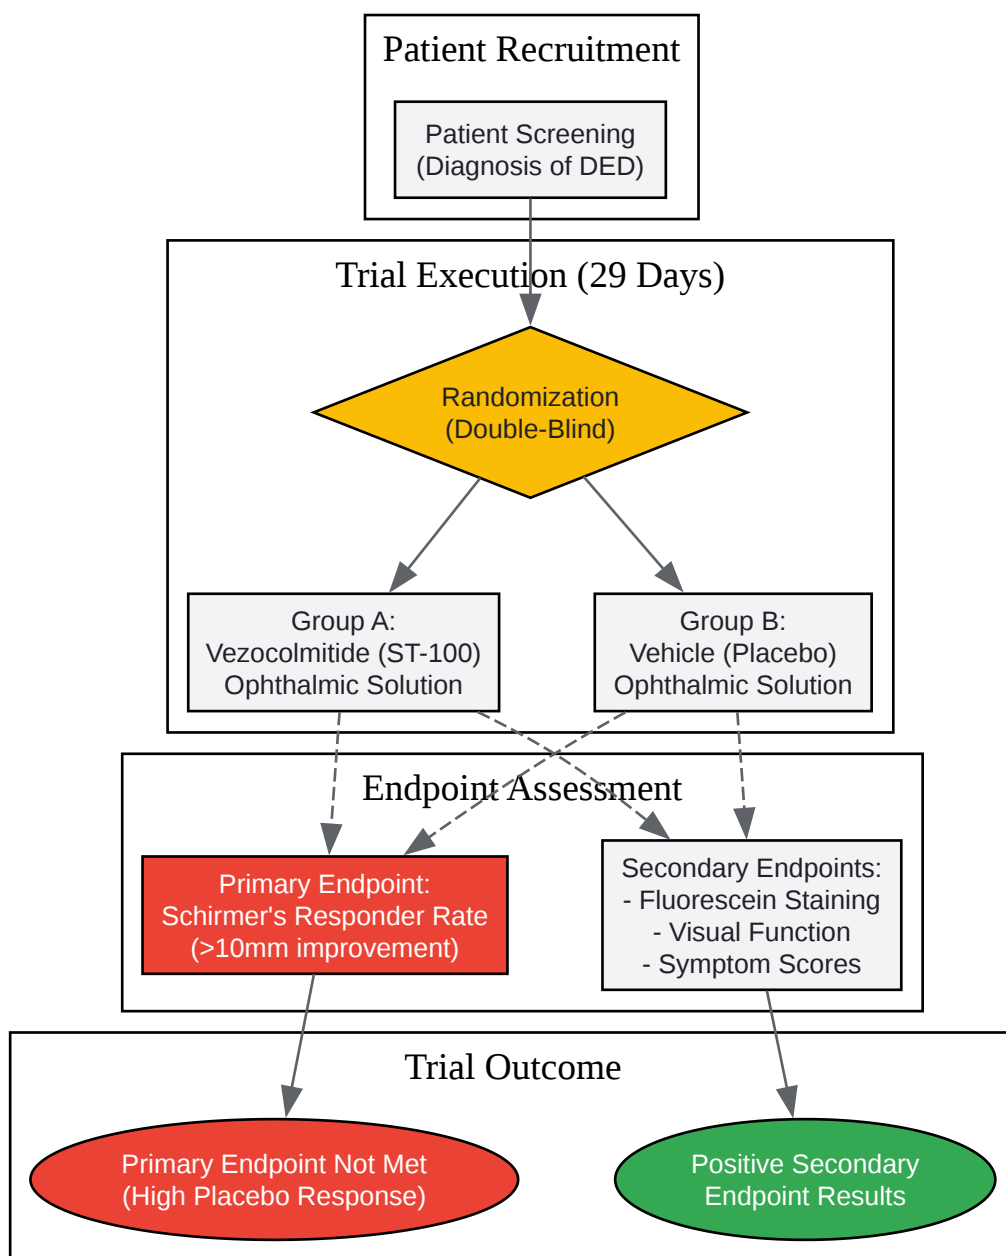 Patient Recruitment
Patient Screening
(Diagnosis of DED)
Trial Execution (29 Days)
Randomization
(Double-Blind)
Group A:
Vezocolmitide (ST-100)
Ophthalmic Solution
Group B:
Vehicle (Placebo)
Ophthalmic Solution
Endpoint Assessment
Primary Endpoint:
Schirmer's Responder Rate
(>10mm improvement)
Secondary Endpoints:
- Fluorescein Staining
- Visual Function
- Symptom Scores
Trial Outcome
Primary Endpoint Not Met
(High Placebo Response)
Positive Secondary
Endpoint Results